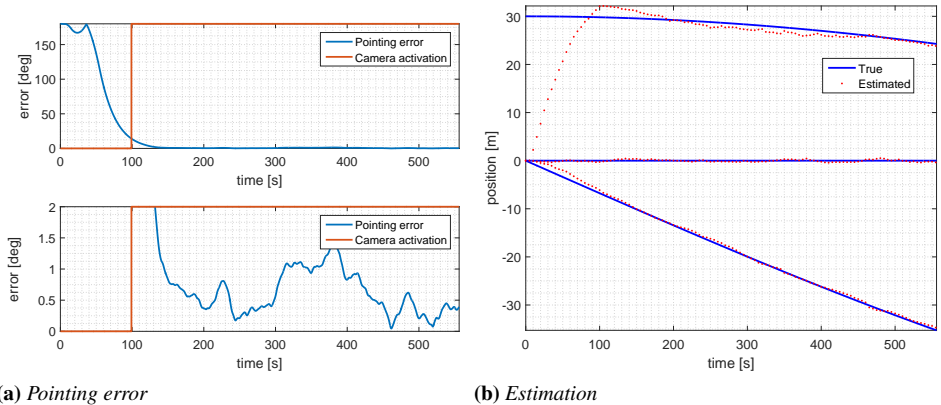 error [deg]
150
100
50
0
Pointing error
Camera activation
0 100 200 300 400 500
time [s]
error [deg]
2
1.5
1
0.5
0
Pointing error
Camera activation
0 100 200 300 400 500
time [s]
position [m]
30
20
10
0
-10
-20
-30
True
Estimated
0 100 200 300 400 500
time [s]
(a) Pointing error
(b) Estimation